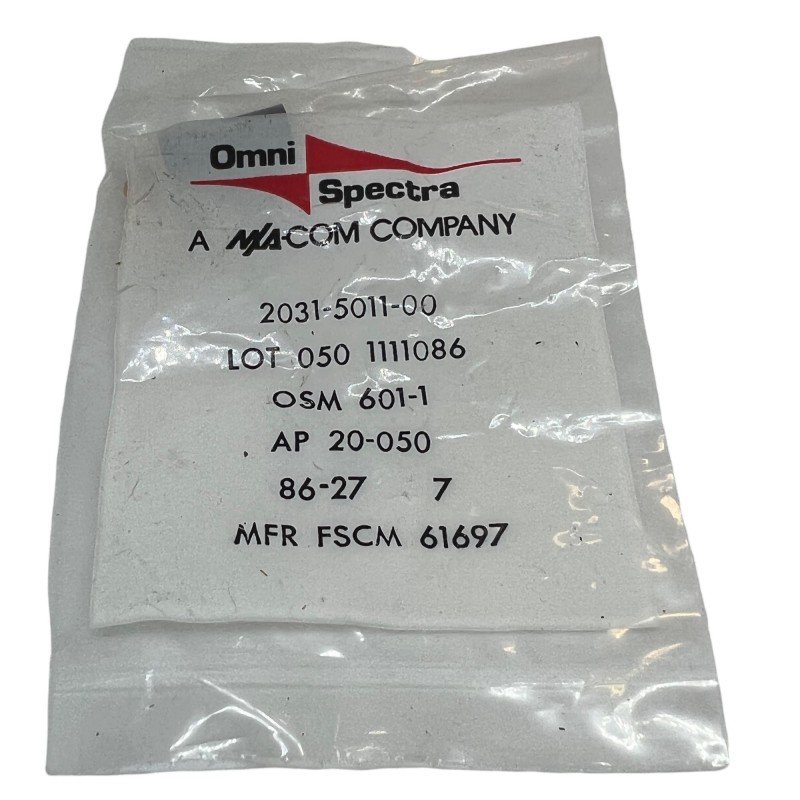 Omni
Spectra
A M/A-COM COMPANY
2031-5011-00
LOT 050 1111086
OSM 601-1
AP 20-050
86-27 7
MFR FSCM 61697